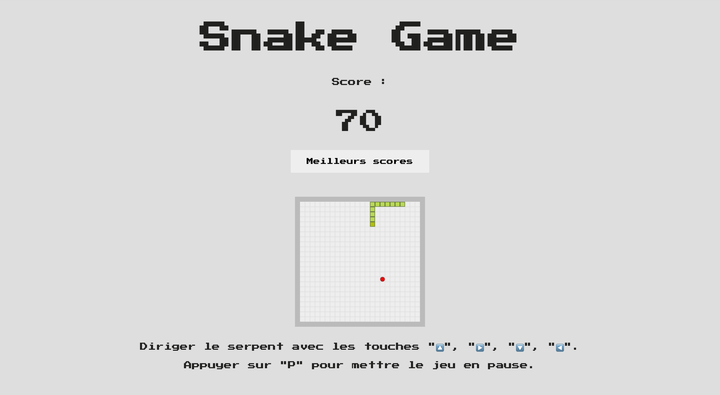 Snake Game
Score :
70
Meilleurs scores
Diriger le serpent avec les touches "▲", "▶", "▼", "◀".
Appuyer sur "P" pour mettre le jeu en pause.